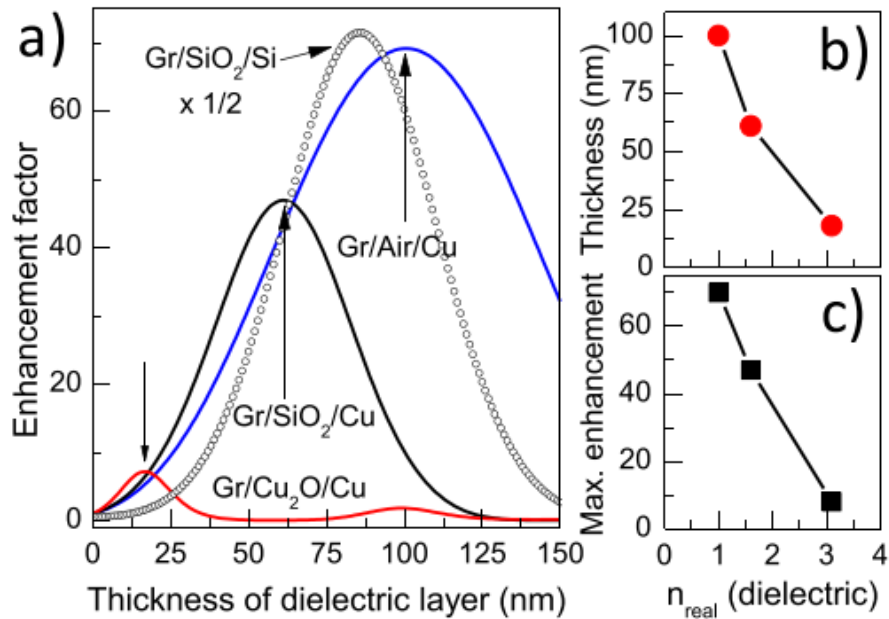 a)
Gr/SiO₂/Si
x 1/2
Gr/Air/Cu
Gr/SiO₂/Cu
Gr/Cu₂O/Cu
Enhancement factor
60
40
20
0
0 25 50 75 100 125 150
Thickness of dielectric layer (nm)
b)
Thickness (nm)
100
75
50
25
0
c)
Max. enhancement
60
40
20
0
0 1 2 3 4
n_real (dielectric)